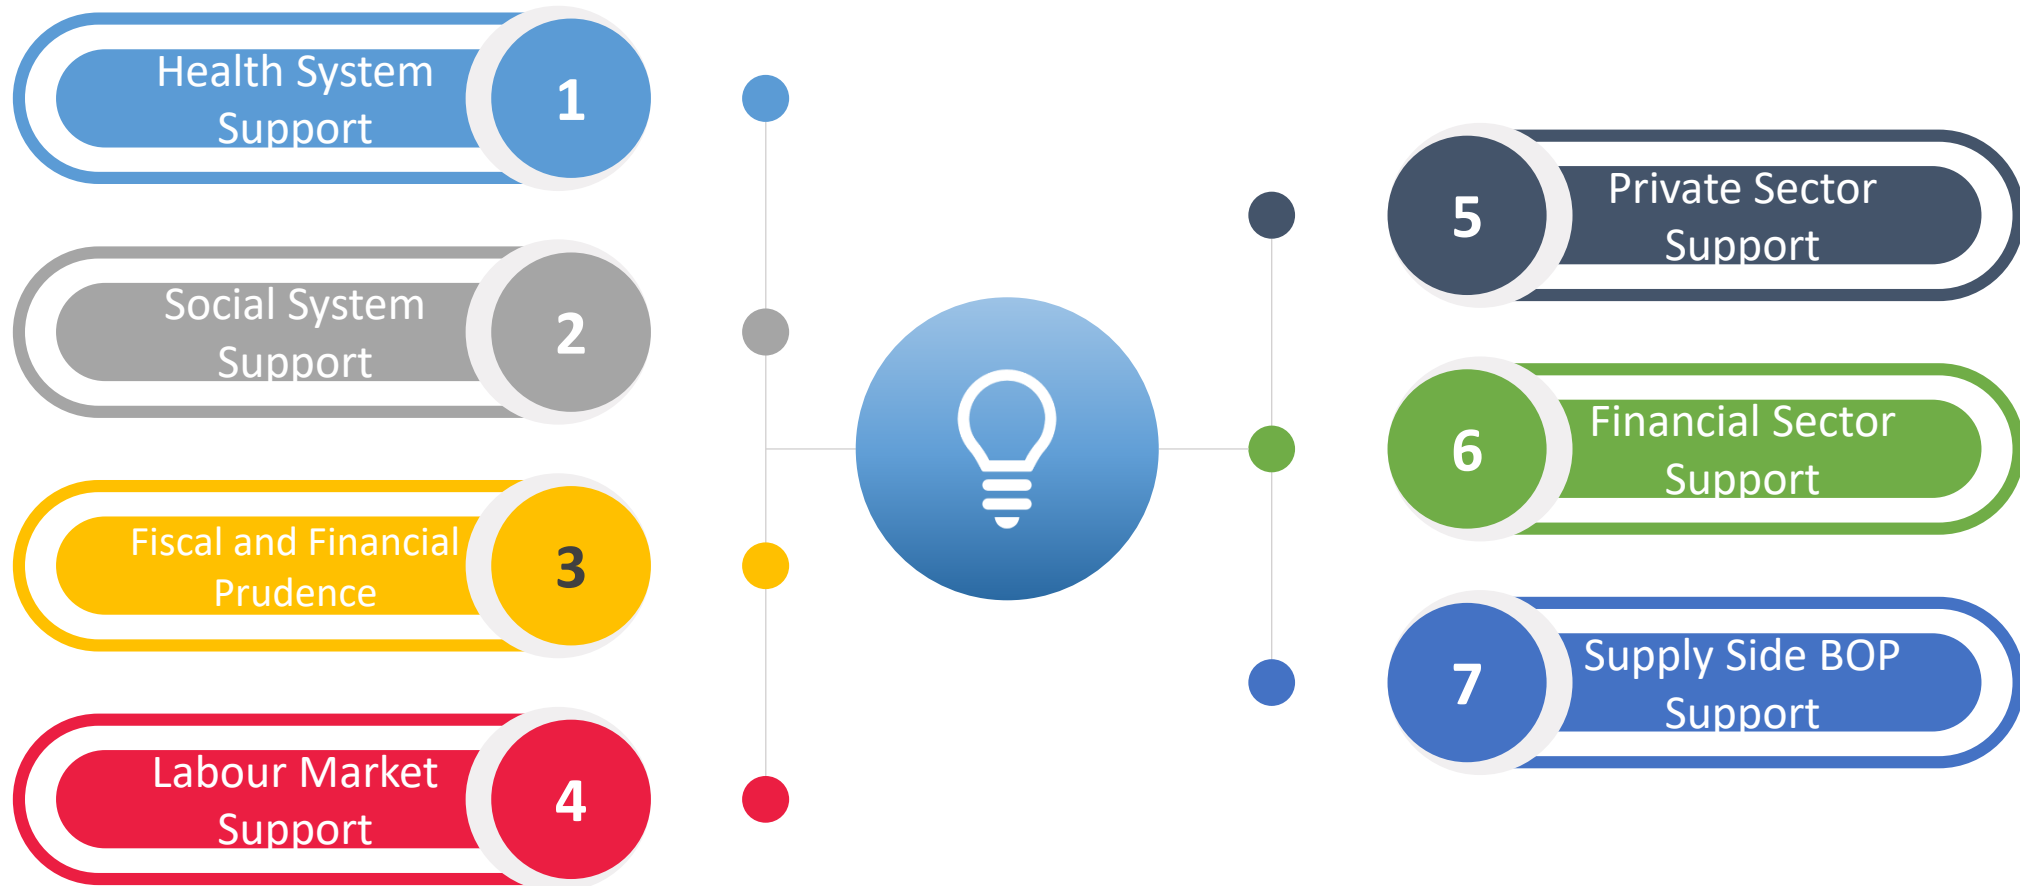 Health System
Support
1
Social System
Support
2
Fiscal and Financial
Prudence
3
Labour Market
Support
4
5
Private Sector
Support
6
Financial Sector
Support
7
Supply Side BOP
Support